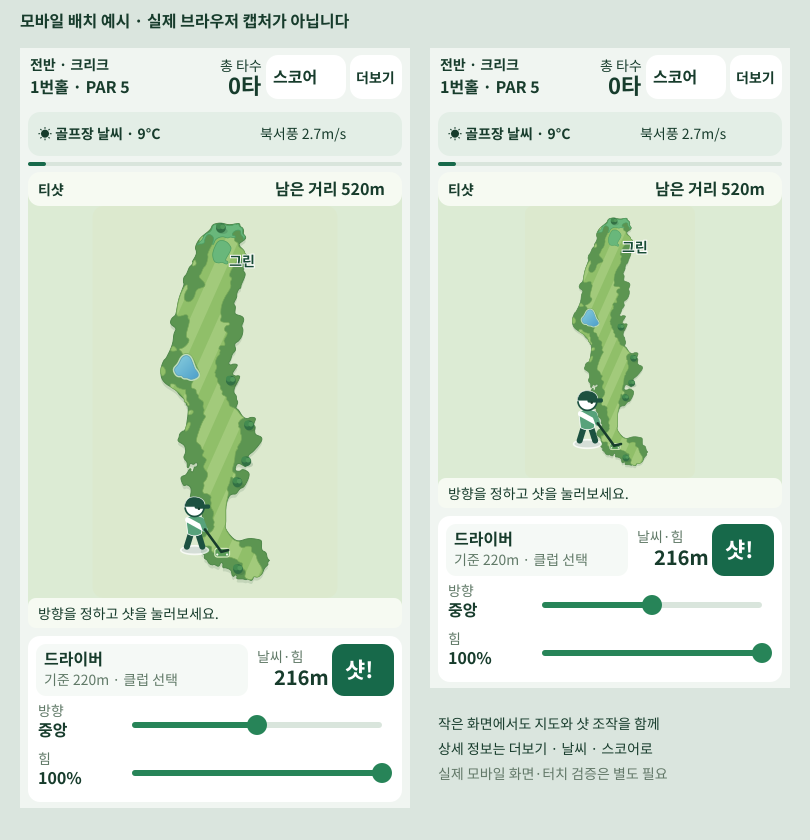 모바일 배치 예시 · 실제 브라우저 캡처가 아닙니다
전반 · 크리크
1번홀 · PAR 5
총 타수
0타
스코어
더보기
골프장 날씨 · 9°C
북서풍 2.7m/s
티샷
남은 거리 520m
그린
방향을 정하고 샷을 눌러보세요.
드라이버
기준 220m · 클럽 선택
날씨·힘
216m
샷!
방향
중앙
힘
100%
전반 · 크리크
1번홀 · PAR 5
총 타수
0타
스코어
더보기
골프장 날씨 · 9°C
북서풍 2.7m/s
티샷
남은 거리 520m
그린
방향을 정하고 샷을 눌러보세요.
드라이버
기준 220m · 클럽 선택
날씨·힘
216m
샷!
방향
중앙
힘
100%
작은 화면에서도 지도와 샷 조작을 함께
상세 정보는 더보기 · 날씨 · 스코어로
실제 모바일 화면·터치 검증은 별도 필요